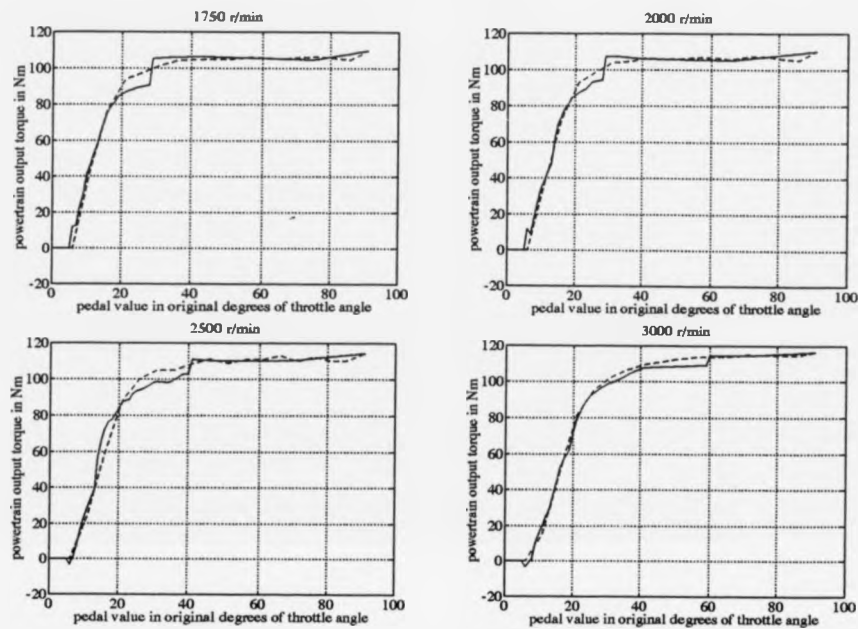 1750 r/min
powertrain output torque in Nm
120
100
80
60
40
20
0
-20
0 20 40 60 80 100
pedal value in original degrees of throttle angle
2000 r/min
powertrain output torque in Nm
120
100
80
60
40
20
0
-20
0 20 40 60 80 100
pedal value in original degrees of throttle angle
2500 r/min
powertrain output torque in Nm
120
100
80
60
40
20
0
-20
0 20 40 60 80 100
pedal value in original degrees of throttle angle
3000 r/min
powertrain output torque in Nm
120
100
80
60
40
20
0
-20
0 20 40 60 80 100
pedal value in original degrees of throttle angle